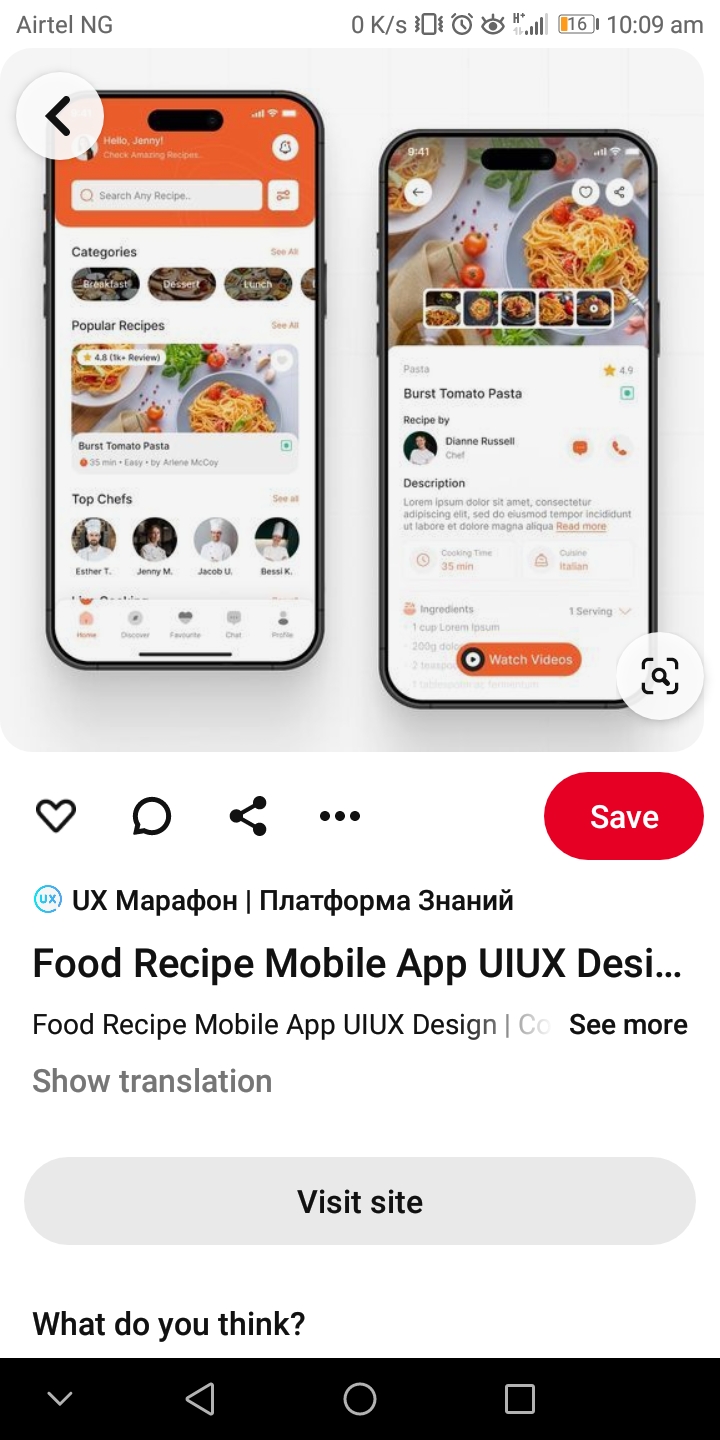 Airtel NG 0 K/s H+ 16 10:09 am
Hello, Jenny!
Check Amazing Recipes..
Search Any Recipe..
Categories See All
Breakfast Dessert Lunch
Popular Recipes See All
4.8 (1k+ Review)
Burst Tomato Pasta
35 min • Easy • by Arlene McCoy
Top Chefs See all
Esther T. Jenny M. Jacob U. Bessi K.
Home Discover Favourite Chat Profile
9:41
Pasta 4.9
Burst Tomato Pasta
Recipe by
Dianne Russell
Chef
Description
Lorem ipsum dolor sit amet, consectetur
adipiscing elit, sed do eiusmod tempor incididunt
ut labore et dolore magna aliqua Read more
Cooking Time
35 min
Cuisine
Italian
Ingredients 1 Serving
1 cup Lorem Ipsum
200g dolo
2 teaspo
Watch Videos
1 tablespoon fermentum
Save
UX UX Марафон | Платформа Знаний
Food Recipe Mobile App UIUX Desi...
Food Recipe Mobile App UIUX Design | Co See more
Show translation
Visit site
What do you think?